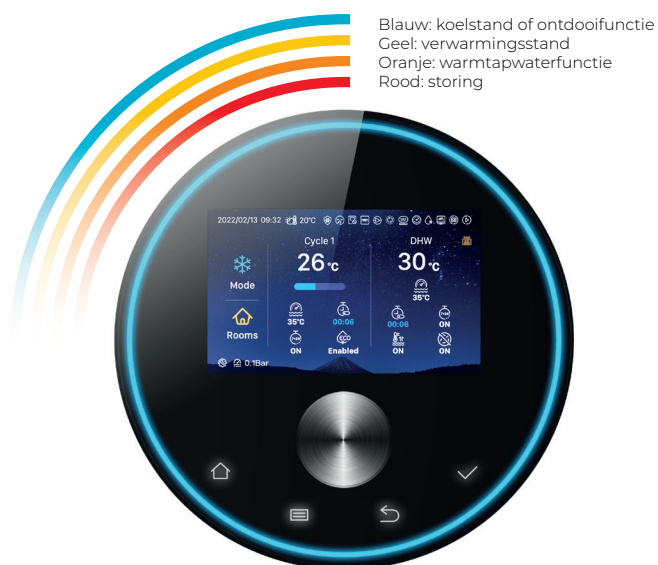 Blauw: koelstand of ontdooifunctie
Geel: verwarmingsstand
Oranje: warmtapwaterfunctie
Rood: storing
2022/02/13 09:32 20°C
Cycle 1 DHW
26°C 30°C
35°C
Mode
35°C 00:06 00:06 ON
Rooms
ON Enabled ON ON
0.1Bar